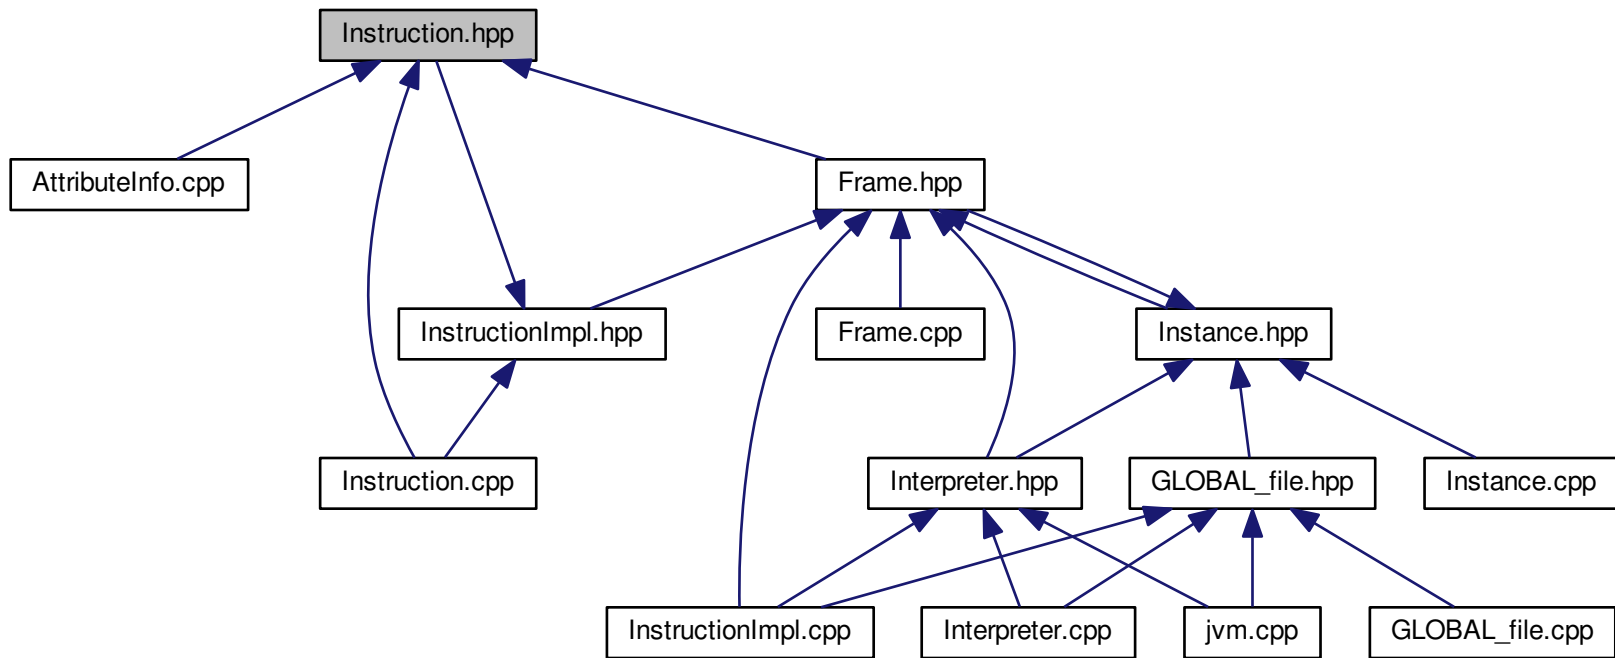 Instruction.hpp
AttributeInfo.cpp
Frame.hpp
InstructionImpl.hpp
Frame.cpp
Instance.hpp
Instruction.cpp
Interpreter.hpp
GLOBAL_file.hpp
Instance.cpp
InstructionImpl.cpp
Interpreter.cpp
jvm.cpp
GLOBAL_file.cpp